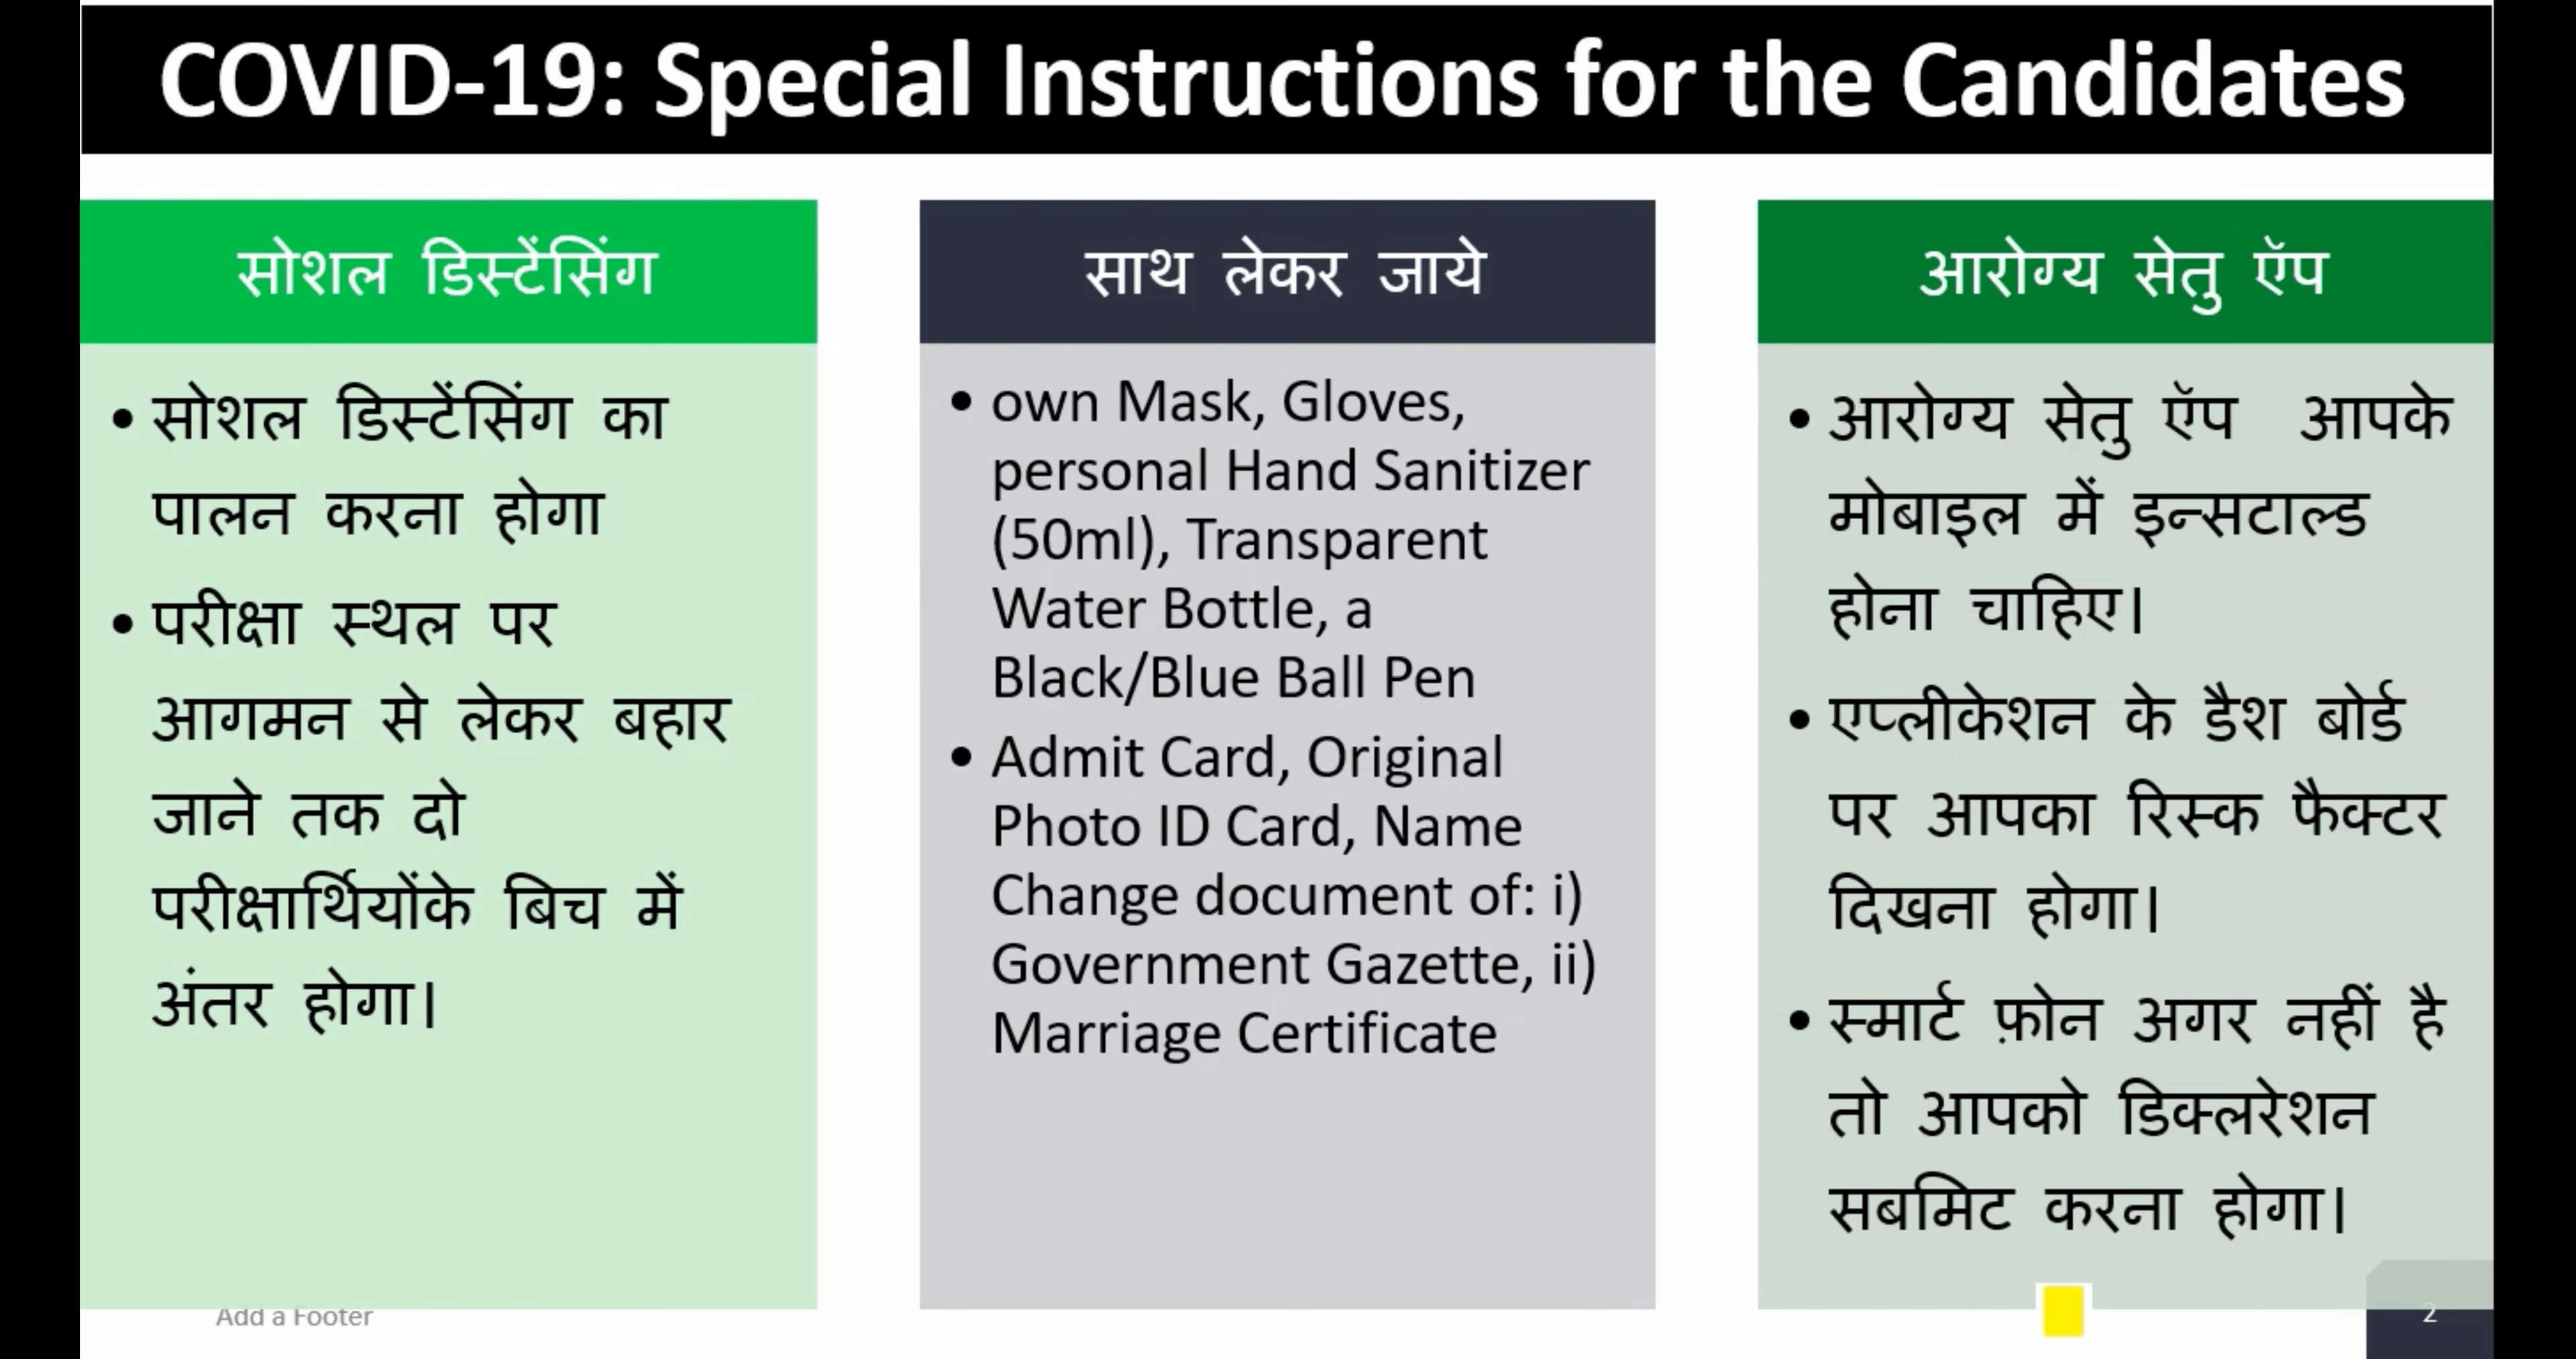 COVID-19: Special Instructions for the Candidates
सोशल डिस्टेंसिंग
• सोशल डिस्टेंसिंग का
पालन करना होगा
• परीक्षा स्थल पर
आगमन से लेकर बहार
जाने तक दो
परीक्षार्थियोंके बिच में
अंतर होगा।
साथ लेकर जाये
• own Mask, Gloves,
personal Hand Sanitizer
(50ml), Transparent
Water Bottle, a
Black/Blue Ball Pen
• Admit Card, Original
Photo ID Card, Name
Change document of: i)
Government Gazette, ii)
Marriage Certificate
आरोग्य सेतु ऍप
• आरोग्य सेतु ऍप आपके
मोबाइल में इन्सटाल्ड
होना चाहिए।
• एप्लीकेशन के डैश बोर्ड
पर आपका रिस्क फैक्टर
दिखना होगा।
• स्मार्ट फ़ोन अगर नहीं है
तो आपको डिक्लरेशन
सबमिट करना होगा।
Add a Footer
2